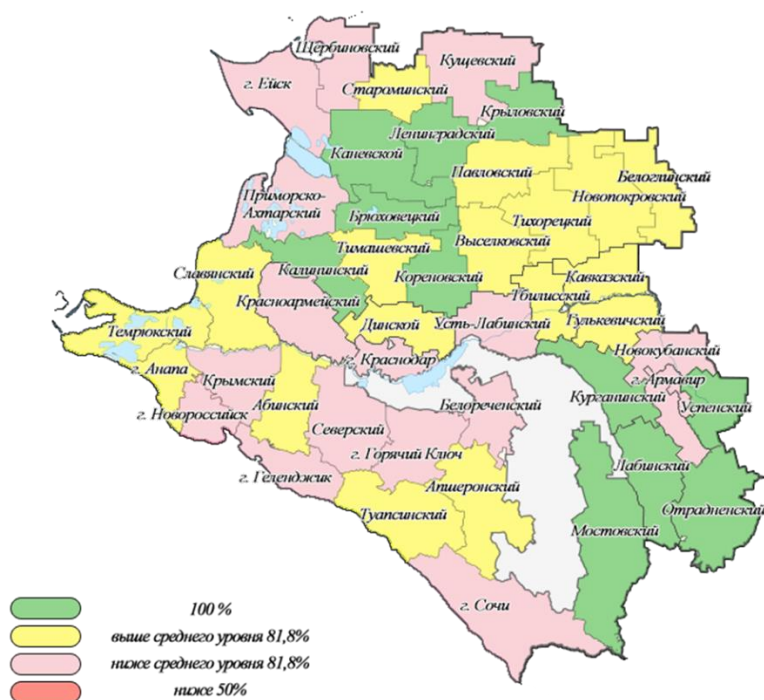 Щербиновский
Кущевский
г. Ейск
Староминский
Крыловский
Ленинградский
Каневской
Павловский
Белоглинский
Новопокровский
Приморско-
Ахтарский
Брюховецкий
Тихорецкий
Тимашевский
Выселковский
Славянский
Калининский
Кореновский
Кавказский
Тбилисский
Красноармейский
Динской
Усть-Лабинский
Гулькевичский
Темрюкский
г. Краснодар
Новокубанский
г. Анапа
Крымский
г. Армавир
Курганинский
Успенский
г. Новороссийск
Абинский
Белореченский
Северский
г. Горячий Ключ
Лабинский
г. Геленджик
Апшеронский
Туапсинский
Мостовский
Отрадненский
г. Сочи
100 %
выше среднего уровня 81,8%
ниже среднего уровня 81,8%
ниже 50%